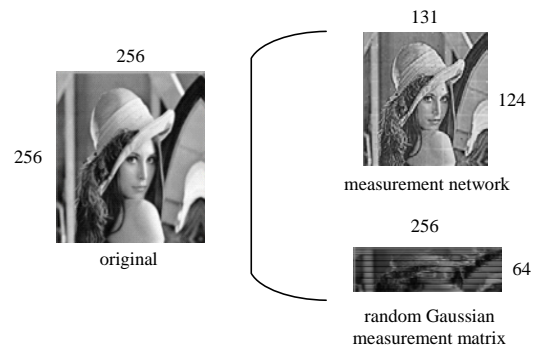 256
256
original
131
124
measurement network
256
64
random Gaussian
measurement matrix